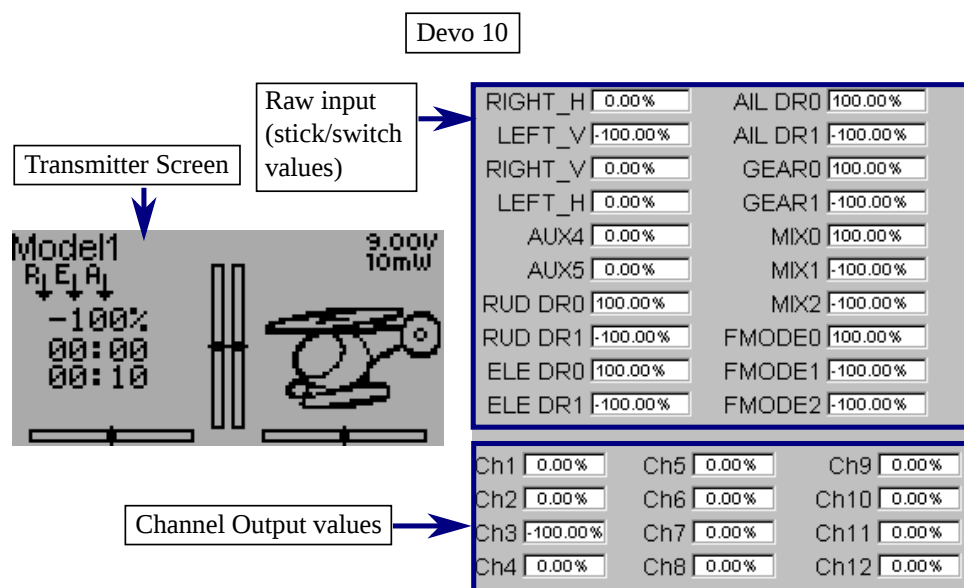 Devo 10
Raw input
(stick/switch
values)
Transmitter Screen
Model1
9.00V
10mW
R E A
-100%
00:00
00:10
RIGHT_H 0.00% AIL DR0 100.00%
LEFT_V -100.00% AIL DR1 -100.00%
RIGHT_V 0.00% GEAR0 100.00%
LEFT_H 0.00% GEAR1 -100.00%
AUX4 0.00% MIX0 100.00%
AUX5 0.00% MIX1 -100.00%
RUD DR0 100.00% MIX2 -100.00%
RUD DR1 -100.00% FMODE0 100.00%
ELE DR0 100.00% FMODE1 -100.00%
ELE DR1 -100.00% FMODE2 -100.00%
Channel Output values
Ch1 0.00% Ch5 0.00% Ch9 0.00%
Ch2 0.00% Ch6 0.00% Ch10 0.00%
Ch3 -100.00% Ch7 0.00% Ch11 0.00%
Ch4 0.00% Ch8 0.00% Ch12 0.00%